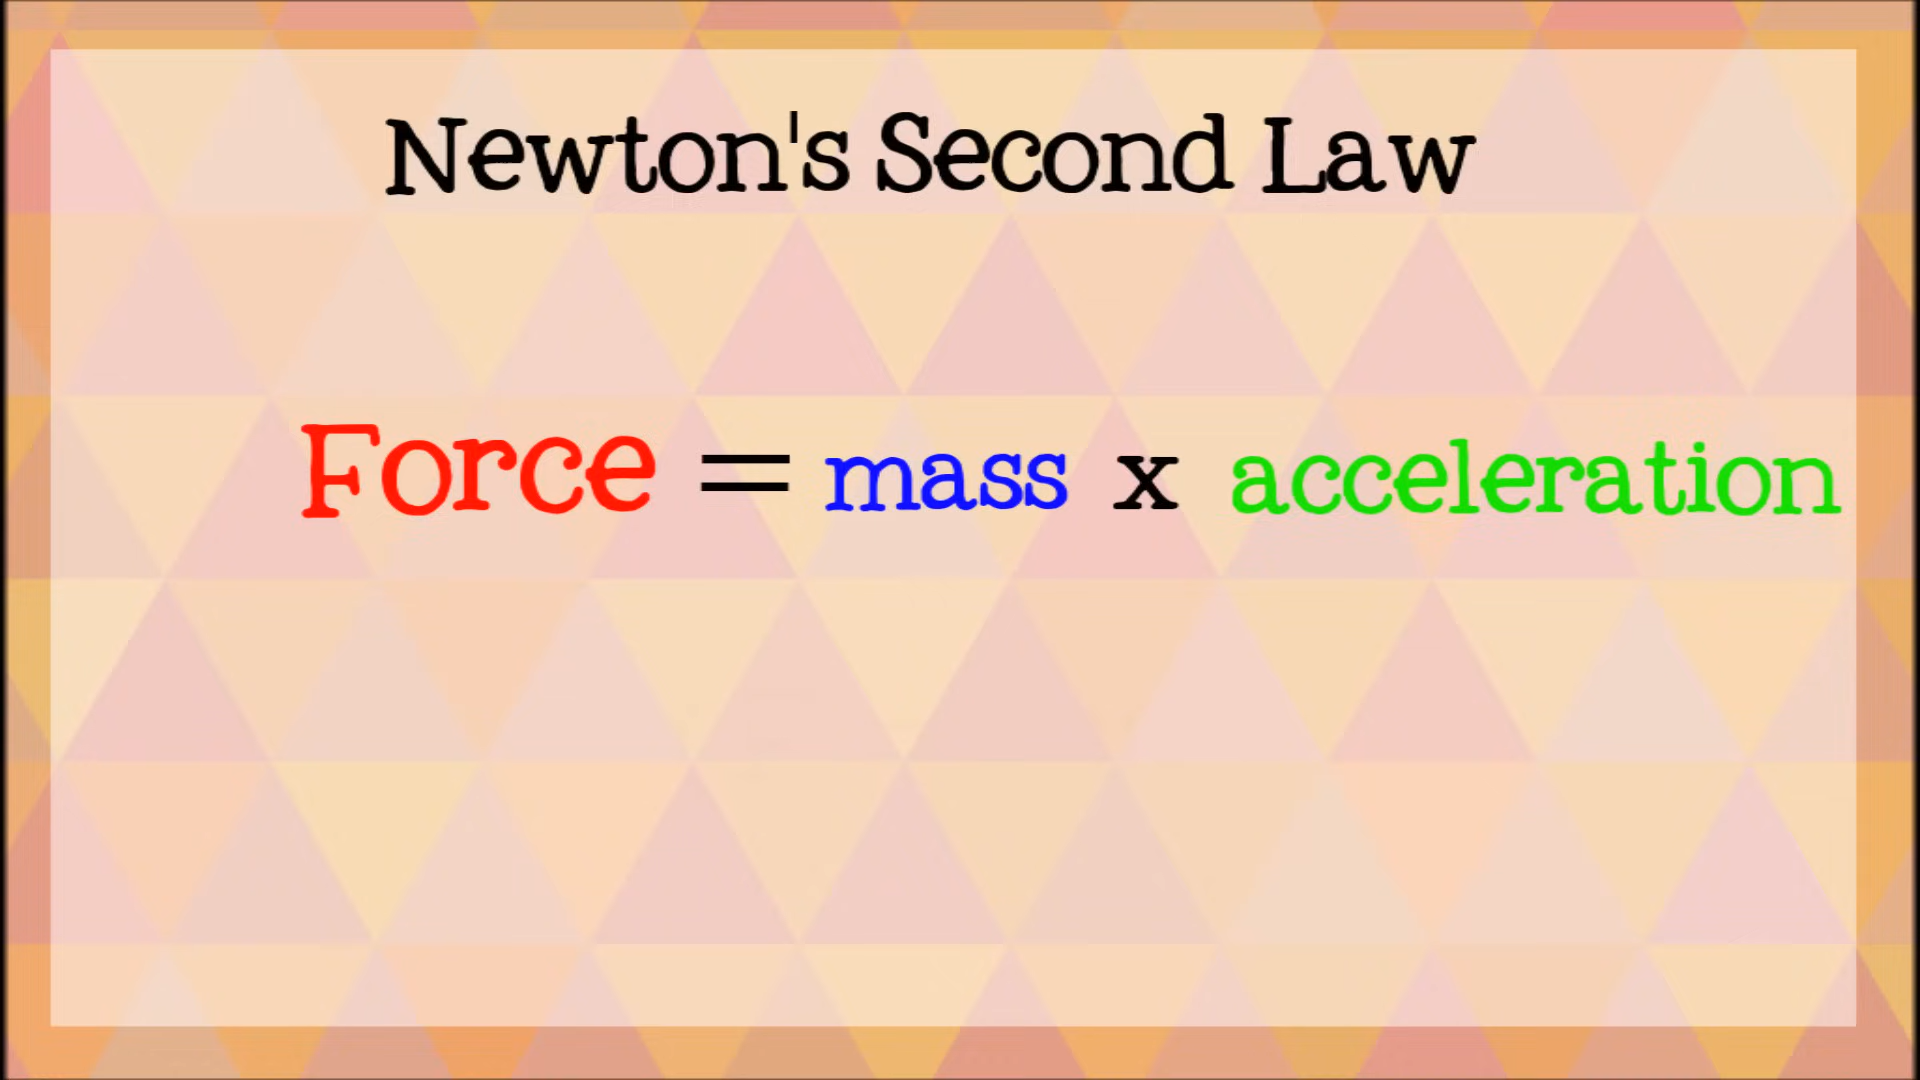 Newton's Second Law
Force = mass x acceleration